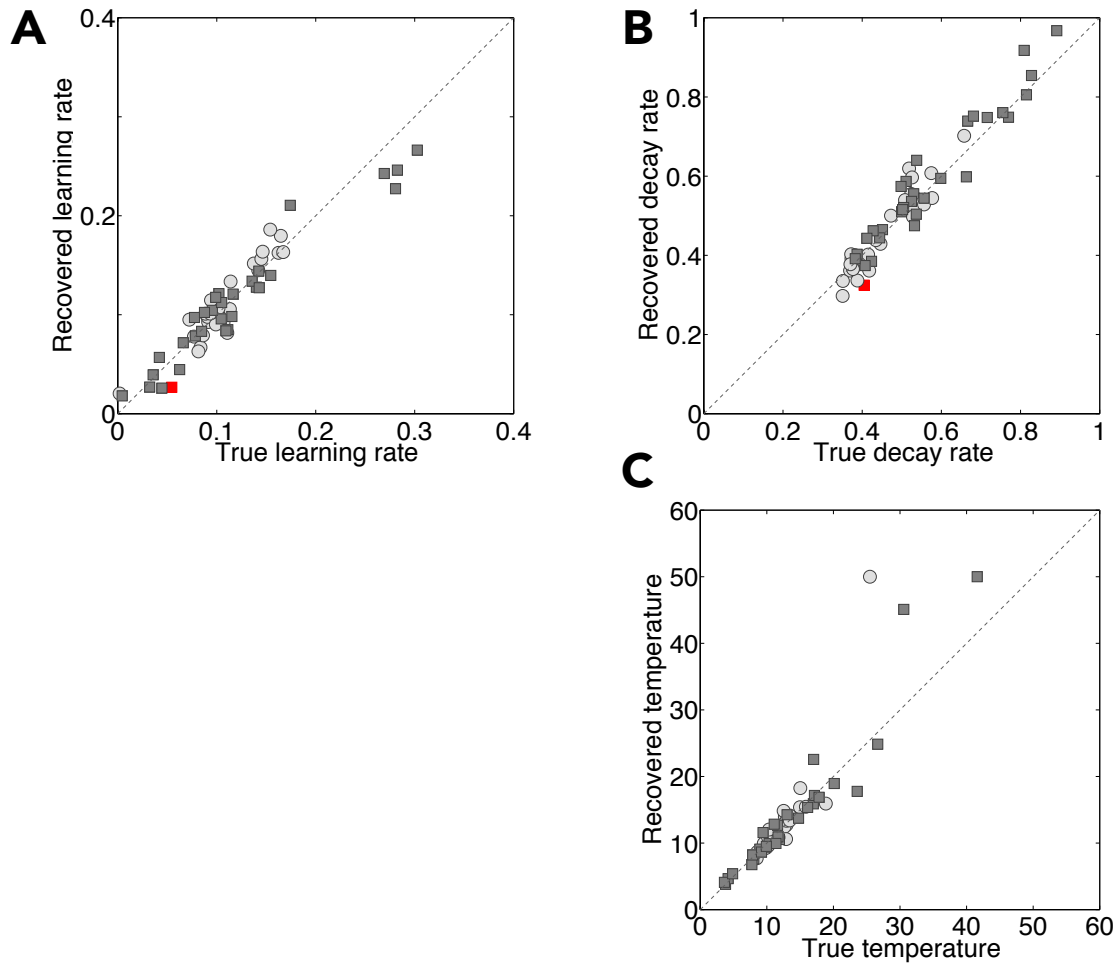 A
0.4
0.2
0
Recovered learning rate
0 0.1 0.2 0.3 0.4
True learning rate
B
1
0.8
0.6
0.4
0.2
0
Recovered decay rate
0 0.2 0.4 0.6 0.8 1
True decay rate
C
60
50
40
30
20
10
0
Recovered temperature
0 10 20 30 40 50 60
True temperature